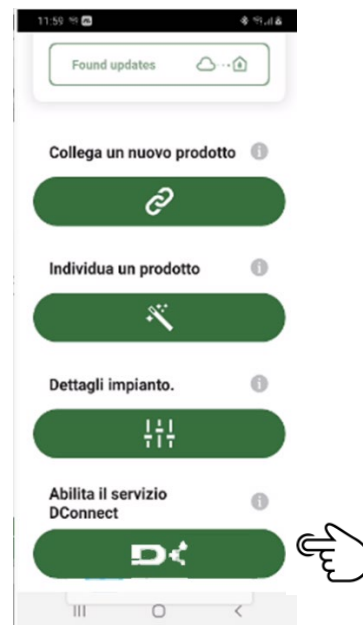 11:59
Found updates
Collega un nuovo prodotto
Individua un prodotto
Dettagli impianto.
Abilita il servizio
DConnect